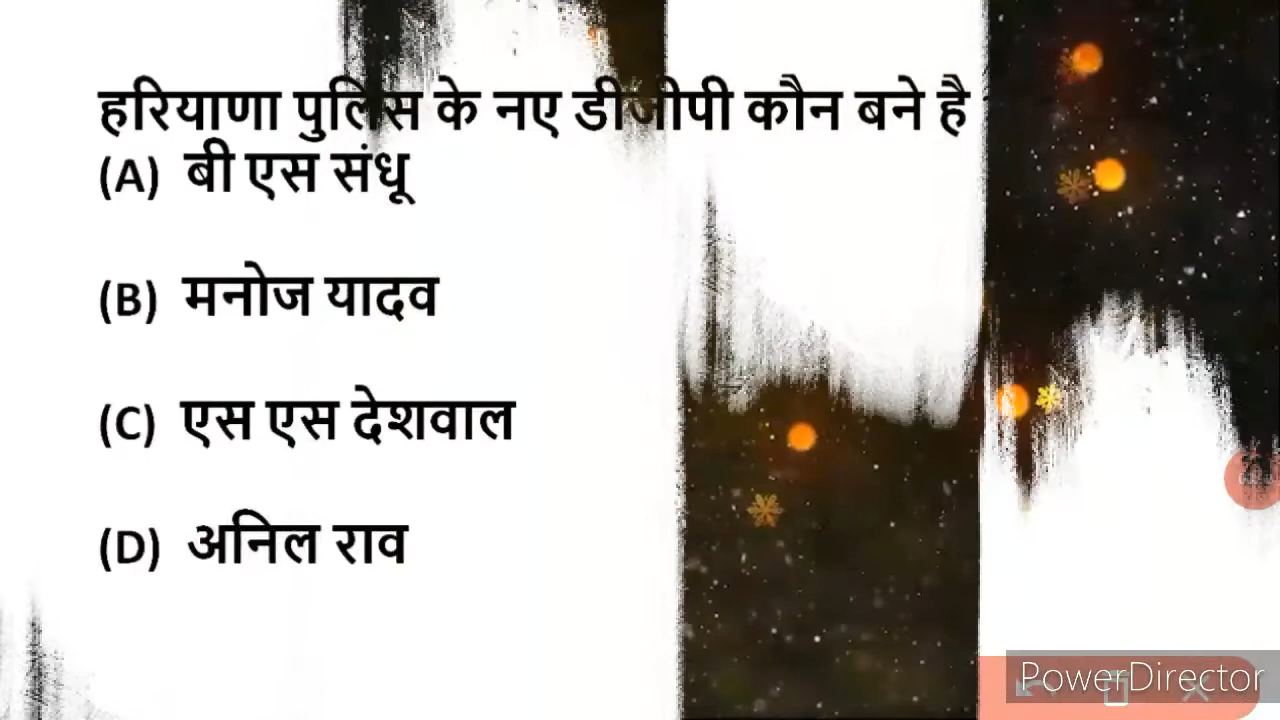 हरियाणा पुलिस के नए डीजीपी कौन बने है
(A) बी एस संधू
(B) मनोज यादव
(C) एस एस देशवाल
(D) अनिल राव
PowerDirector